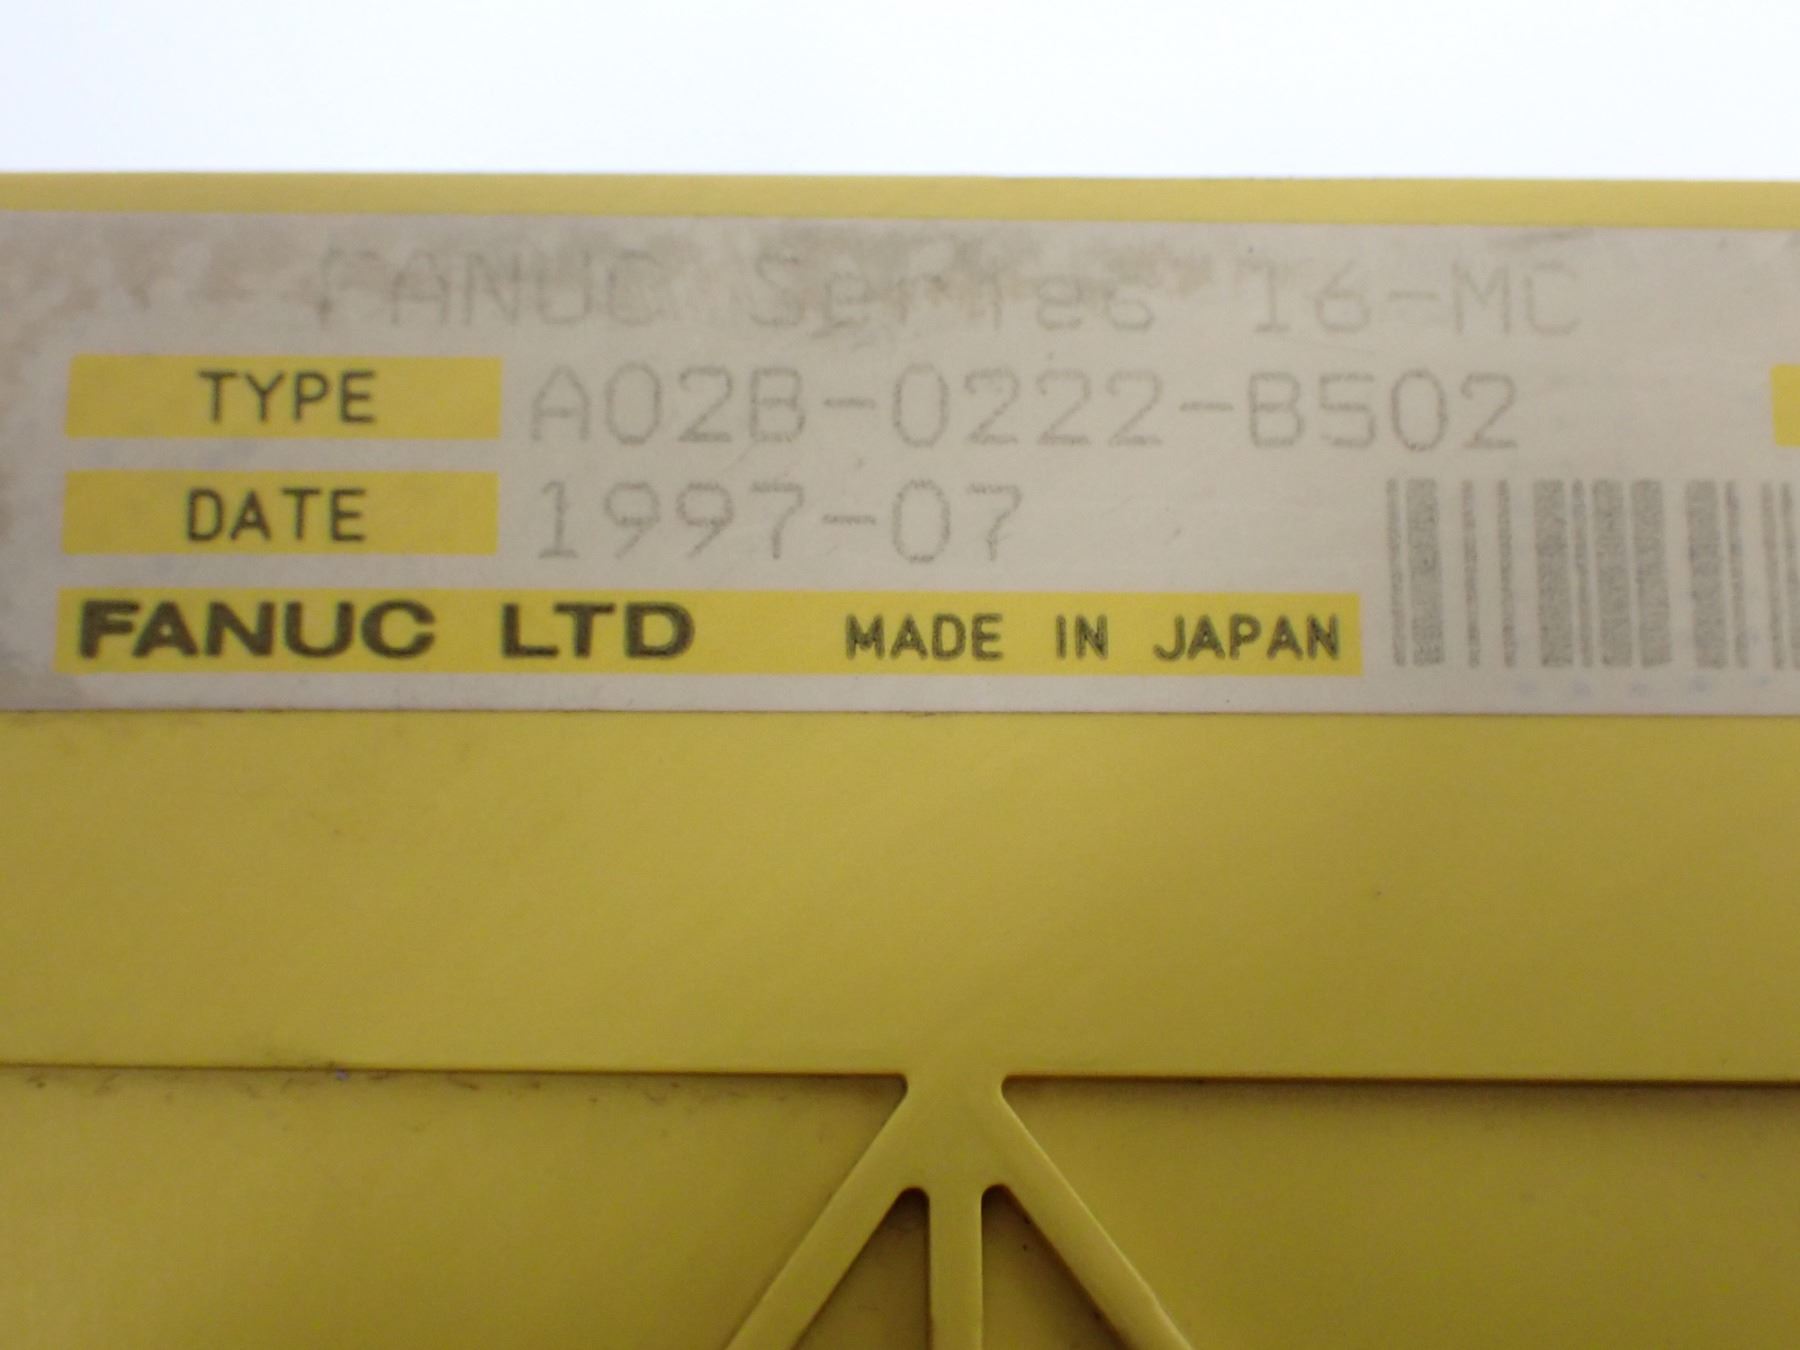 FANUC Series 16-MC
TYPE A02B-0222-B502
DATE 1997-07
FANUC LTD MADE IN JAPAN